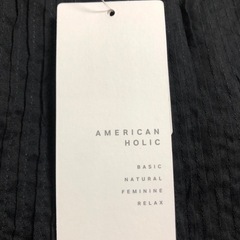 AMERICAN
HOLIC
BASIC
NATURAL
FEMININE
RELAX